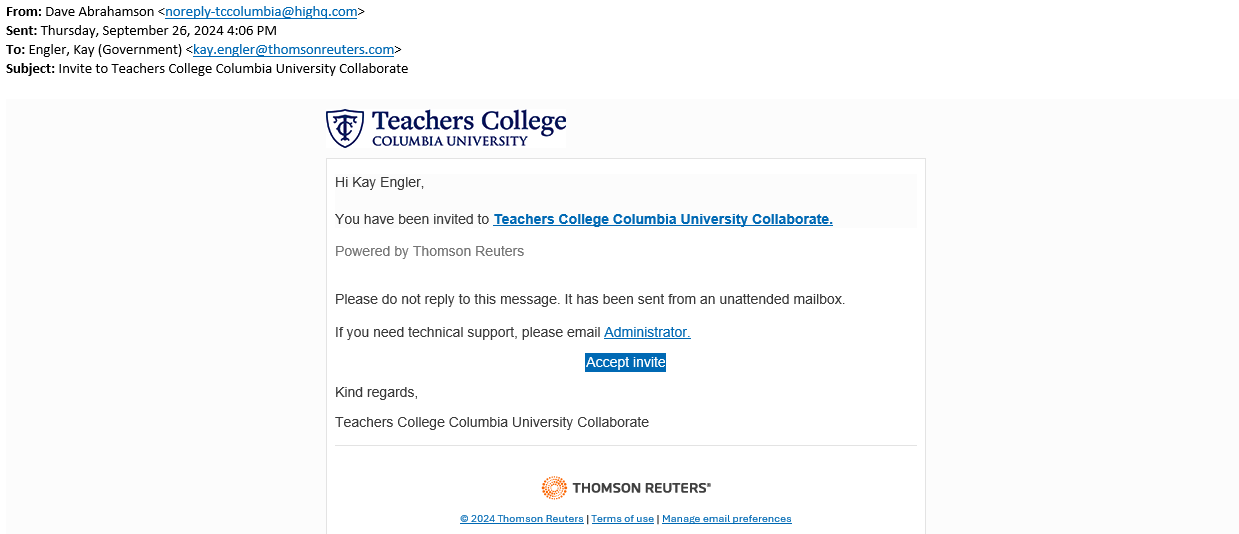 From: Dave Abrahamson <noreply-tccolumbia@highq.com>
Sent: Thursday, September 26, 2024 4:06 PM
To: Engler, Kay (Government) <kay.engler@thomsonreuters.com>
Subject: Invite to Teachers College Columbia University Collaborate
Teachers College
COLUMBIA UNIVERSITY
Hi Kay Engler,
You have been invited to Teachers College Columbia University Collaborate.
Powered by Thomson Reuters
Please do not reply to this message. It has been sent from an unattended mailbox.
If you need technical support, please email Administrator.
Accept invite
Kind regards,
Teachers College Columbia University Collaborate
THOMSON REUTERS®
© 2024 Thomson Reuters | Terms of use | Manage email preferences